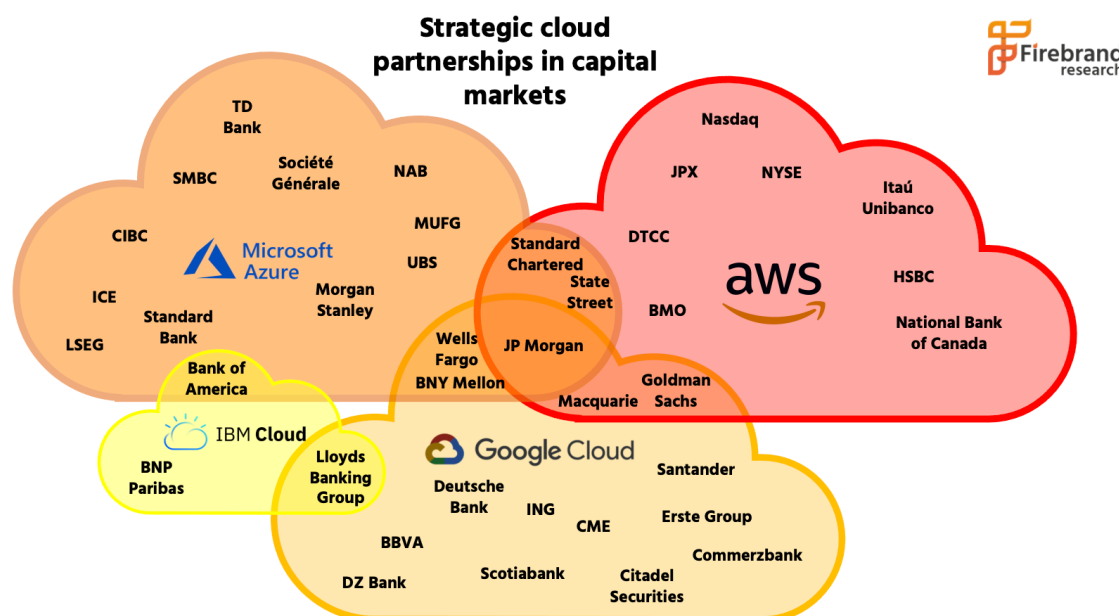 Strategic cloud
partnerships in capital
markets
Firebrand
research
TD
Bank
SMBC
Société
Générale
NAB
CIBC
MUFG
Microsoft
Azure
UBS
ICE
Morgan
Stanley
Standard
Bank
LSEG
Standard
Chartered
State
Street
Wells
Fargo
JP Morgan
BNY Mellon
Macquarie
Goldman
Sachs
Nasdaq
JPX
NYSE
Itaú
Unibanco
DTCC
aws
HSBC
BMO
National Bank
of Canada
Bank of
America
IBM Cloud
BNP
Paribas
Lloyds
Banking
Group
Google Cloud
Santander
Deutsche
Bank
ING
CME
Erste Group
BBVA
Commerzbank
DZ Bank
Scotiabank
Citadel
Securities